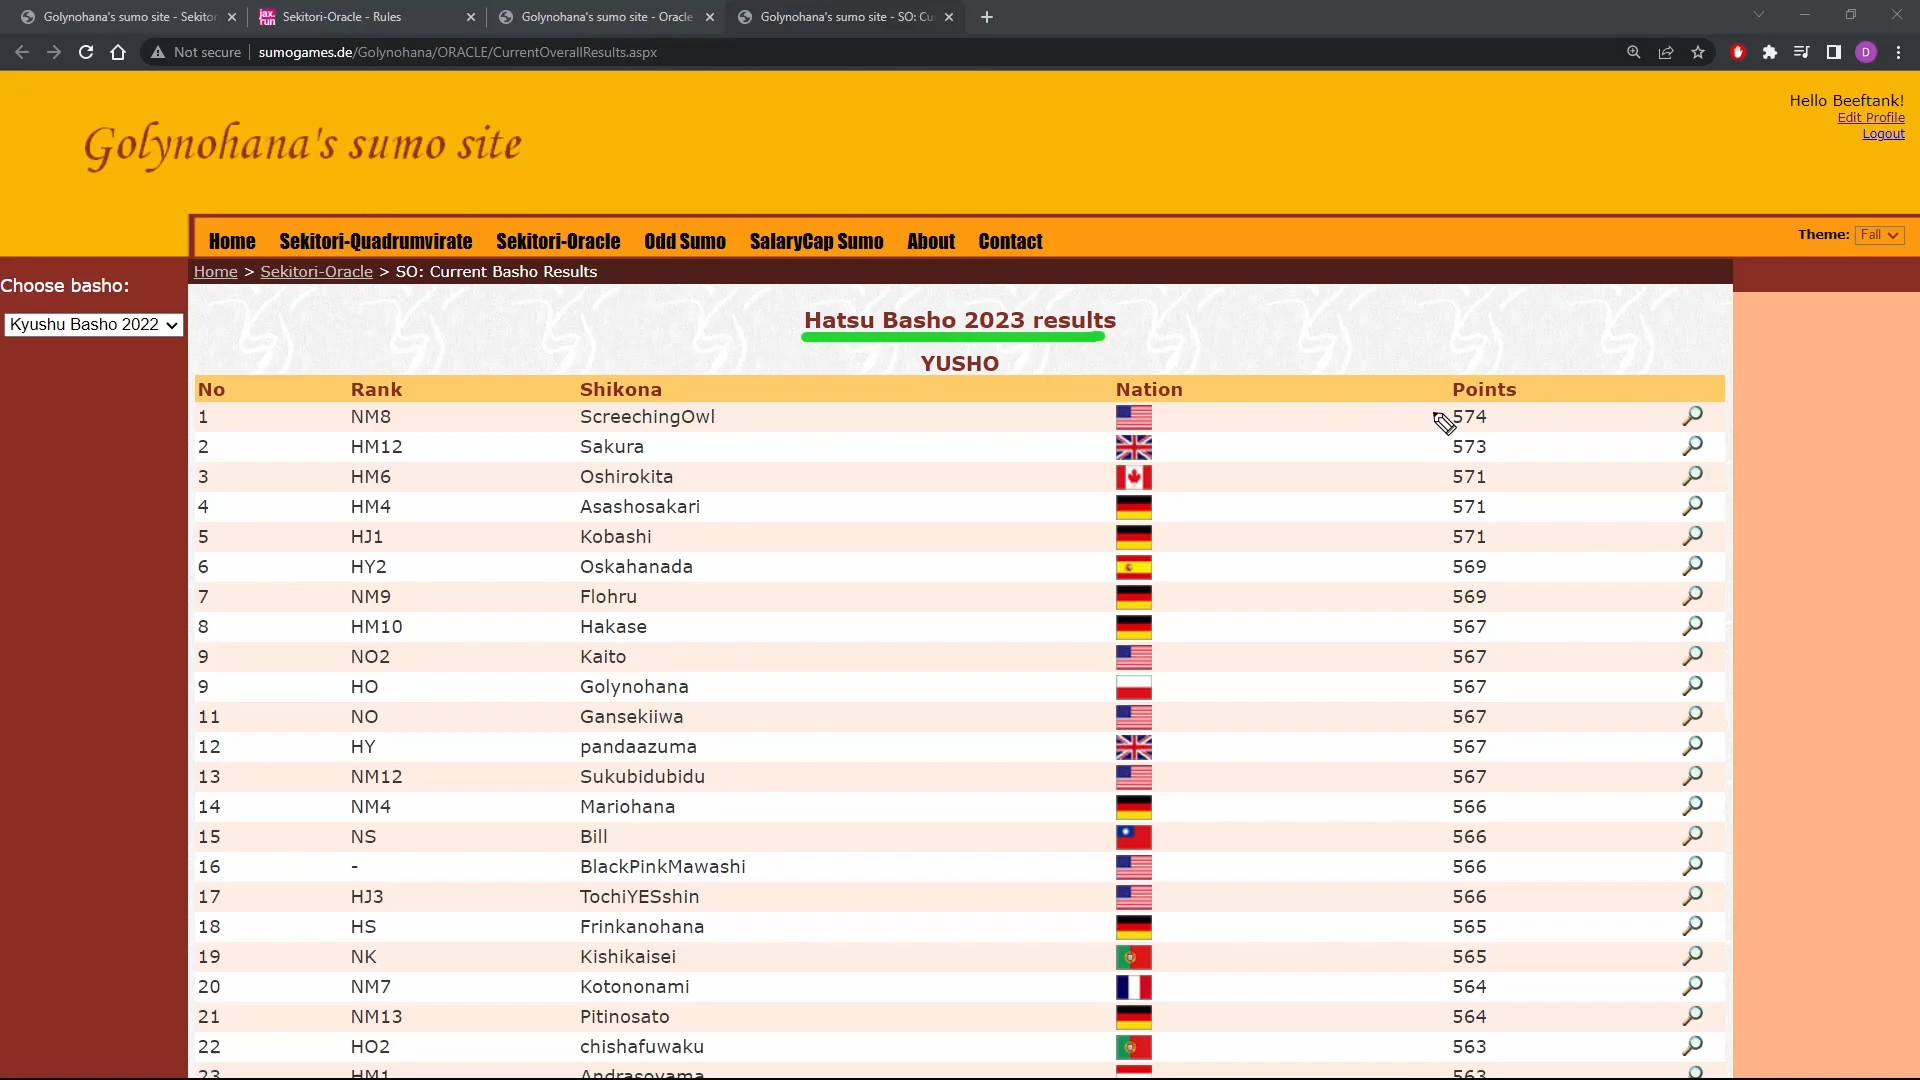 Golynohana's sumo site - Sekitor
Sekitori-Oracle - Rules
Golynohana's sumo site - Oracle
Golynohana's sumo site - SO: Cu
Not secure
sumogames.de/Golynohana/ORACLE/CurrentOverallResults.aspx
D
Hello Beeftank!
Edit Profile
Logout
Golynohana's sumo site
Home Sekitori-Quadrumvirate Sekitori-Oracle Odd Sumo SalaryCap Sumo About Contact
Theme: Fall
Home > Sekitori-Oracle > SO: Current Basho Results
Choose basho:
Kyushu Basho 2022
Hatsu Basho 2023 results
YUSHO
No Rank Shikona Nation Points
1 NM8 ScreechingOwl 574
2 HM12 Sakura 573
3 HM6 Oshirokita 571
4 HM4 Asashosakari 571
5 HJ1 Kobashi 571
6 HY2 Oskahanada 569
7 NM9 Flohru 569
8 HM10 Hakase 567
9 NO2 Kaito 567
9 HO Golynohana 567
11 NO Gansekiiwa 567
12 HY pandaazuma 567
13 NM12 Sukubidubidu 567
14 NM4 Mariohana 566
15 NS Bill 566
16 - BlackPinkMawashi 566
17 HJ3 TochiYESshin 566
18 HS Frinkanohana 565
19 NK Kishikaisei 565
20 NM7 Kotononami 564
21 NM13 Pitinosato 564
22 HO2 chishafuwaku 563
23 HM1 Andrasoyama 563